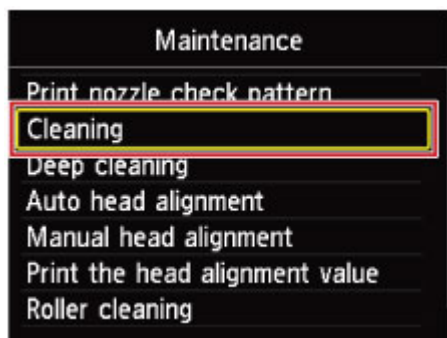 Maintenance
Print nozzle check pattern
Cleaning
Deep cleaning
Auto head alignment
Manual head alignment
Print the head alignment value
Roller cleaning